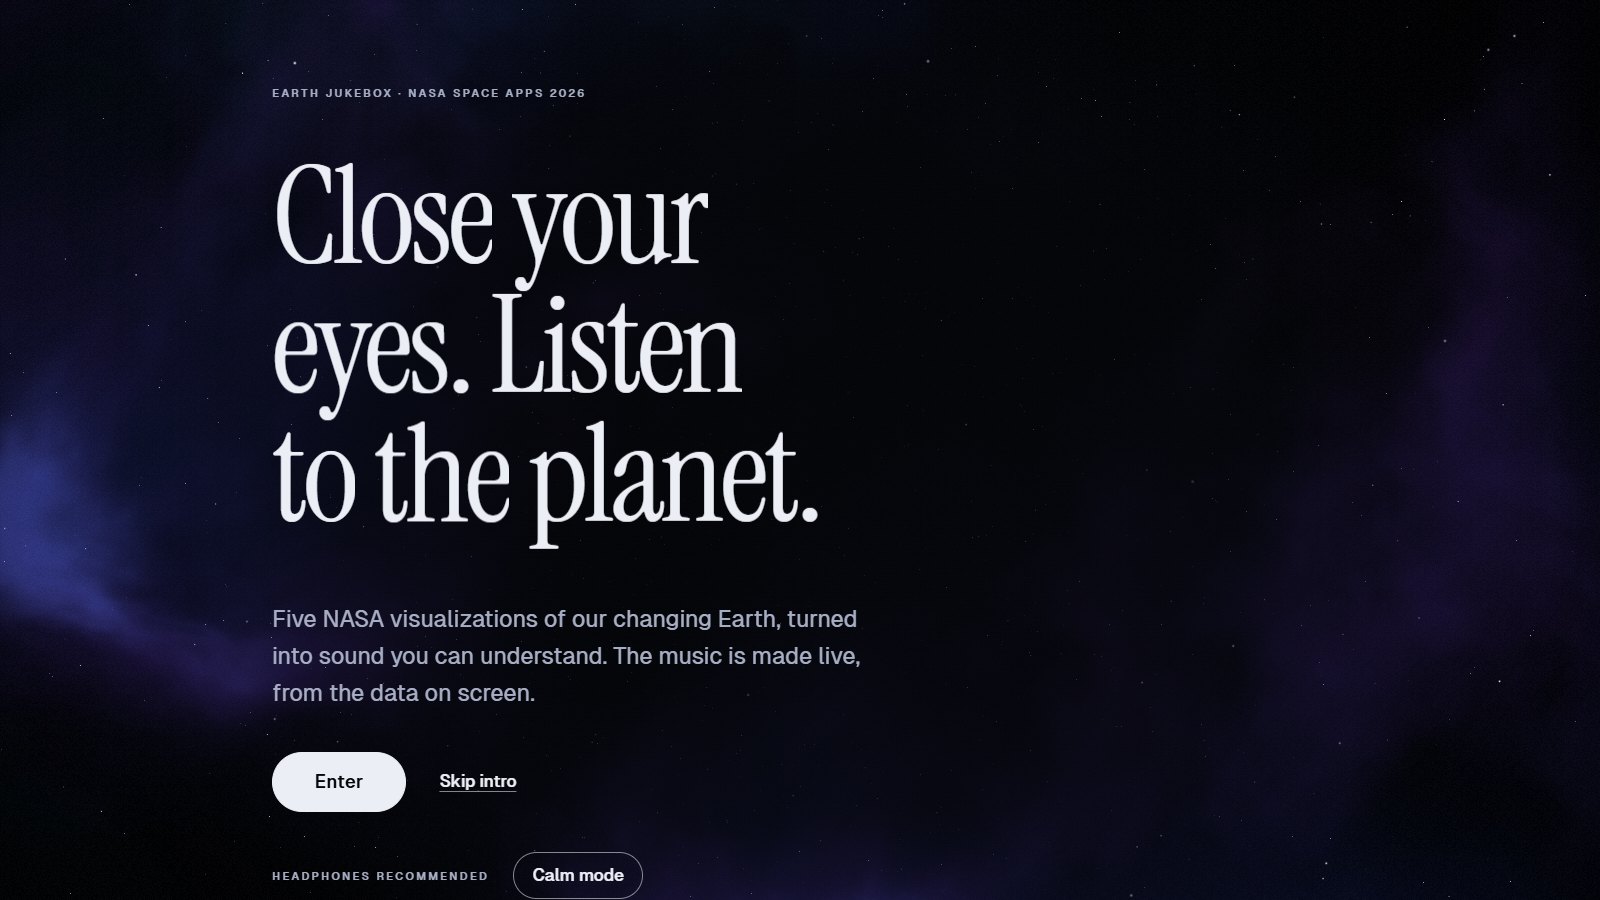 EARTH JUKEBOX · NASA SPACE APPS 2026
Close your
eyes. Listen
to the planet.
Five NASA visualizations of our changing Earth, turned
into sound you can understand. The music is made live,
from the data on screen.
Enter
Skip intro
HEADPHONES RECOMMENDED
Calm mode